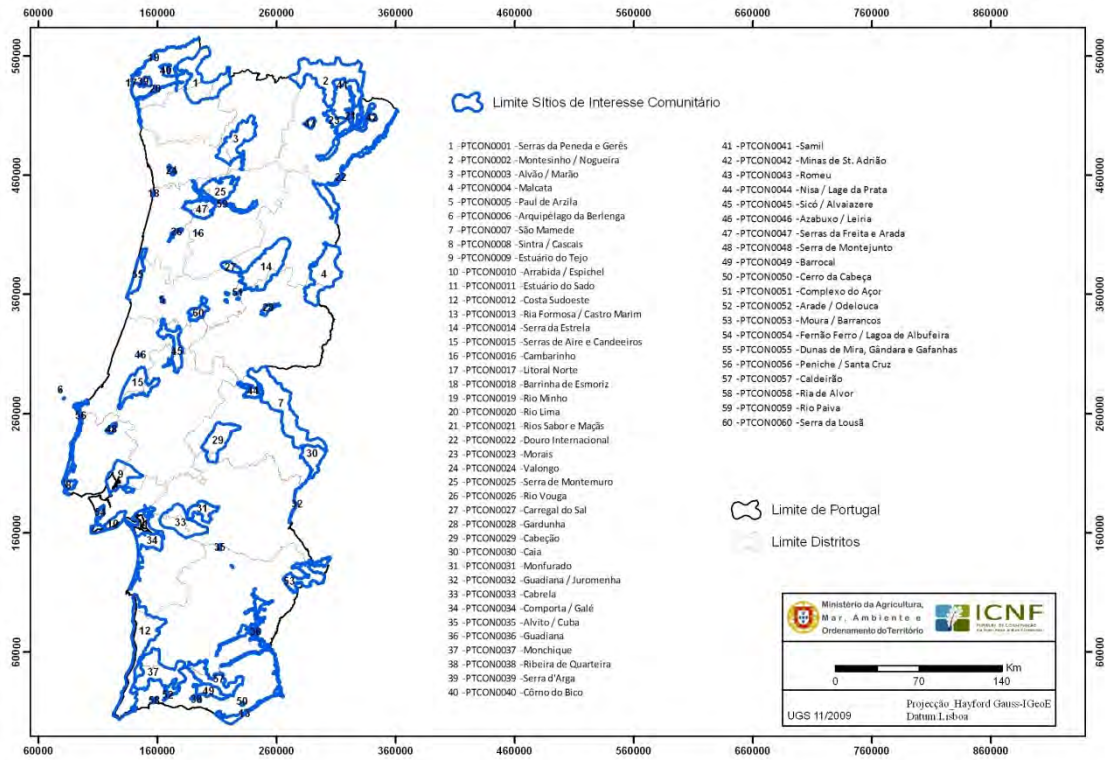 60000 160000 260000 360000 460000 560000 660000 760000 860000
560000
460000
360000
260000
160000
60000
560000
460000
360000
260000
160000
60000
Limite Sítios de Interesse Comunitário
1 -PTCON0001 -Serras da Peneda e Gerês
2 -PTCON0002 -Montesinho / Nogueira
3 -PTCON0003 -Alvão / Marão
4 -PTCON0004 -Malcata
5 -PTCON0005 -Paul de Arzila
6 -PTCON0006 -Arquipélago da Berlenga
7 -PTCON0007 -São Mamede
8 -PTCON0008 -Sintra / Cascais
9 -PTCON0009 -Estuário do Tejo
10 -PTCON0010 -Arrabida / Espichel
11 -PTCON0011 -Estuário do Sado
12 -PTCON0012 -Costa Sudoeste
13 -PTCON0013 -Ria Formosa / Castro Marim
14 -PTCON0014 -Serra da Estrela
15 -PTCON0015 -Serras de Aire e Candeeiros
16 -PTCON0016 -Cambarinho
17 -PTCON0017 -Litoral Norte
18 -PTCON0018 -Barrinha de Esmoriz
19 -PTCON0019 -Rio Minho
20 -PTCON0020 -Rio Lima
21 -PTCON0021 -Rios Sabor e Maçãs
22 -PTCON0022 -Douro Internacional
23 -PTCON0023 -Morais
24 -PTCON0024 -Valongo
25 -PTCON0025 -Serra de Montemuro
26 -PTCON0026 -Rio Vouga
27 -PTCON0027 -Carregal do Sal
28 -PTCON0028 -Gardunha
29 -PTCON0029 -Cabeção
30 -PTCON0030 -Caia
31 -PTCON0031 -Monfurado
32 -PTCON0032 -Guadiana / Juromenha
33 -PTCON0033 -Cabrela
34 -PTCON0034 -Comporta / Galé
35 -PTCON0035 -Alvito / Cuba
36 -PTCON0036 -Guadiana
37 -PTCON0037 -Monchique
38 -PTCON0038 -Ribeira de Quarteira
39 -PTCON0039 -Serra d'Arga
40 -PTCON0040 -Côrno do Bico
41 -PTCON0041 -Samil
42 -PTCON0042 -Minas de St. Adrião
43 -PTCON0043 -Romeu
44 -PTCON0044 -Nisa / Lage da Prata
45 -PTCON0045 -Sicó / Alvaiazere
46 -PTCON0046 -Azabuxo / Leiria
47 -PTCON0047 -Serras da Freita e Arada
48 -PTCON0048 -Serra de Montejunto
49 -PTCON0049 -Barrocal
50 -PTCON0050 -Cerro da Cabeça
51 -PTCON0051 -Complexo do Açor
52 -PTCON0052 -Arade / Odelouca
53 -PTCON0053 -Moura / Barrancos
54 -PTCON0054 -Fernão Ferro / Lagoa de Albufeira
55 -PTCON0055 -Dunas de Mira, Gândara e Gafanhas
56 -PTCON0056 -Peniche / Santa Cruz
57 -PTCON0057 -Caldeirão
58 -PTCON0058 -Ria de Alvor
59 -PTCON0059 -Rio Paiva
60 -PTCON0060 -Serra da Lousã
Limite de Portugal
Limite Distritos
Ministério da Agricultura,
Mar, Ambiente e
Ordenamento do Território
ICNF
Km
0 70 140
UGS 11/2009
Projecção_Hayford Gauss-IGeoE
Datum Lisboa
60000 160000 260000 360000 460000 560000 660000 760000 860000